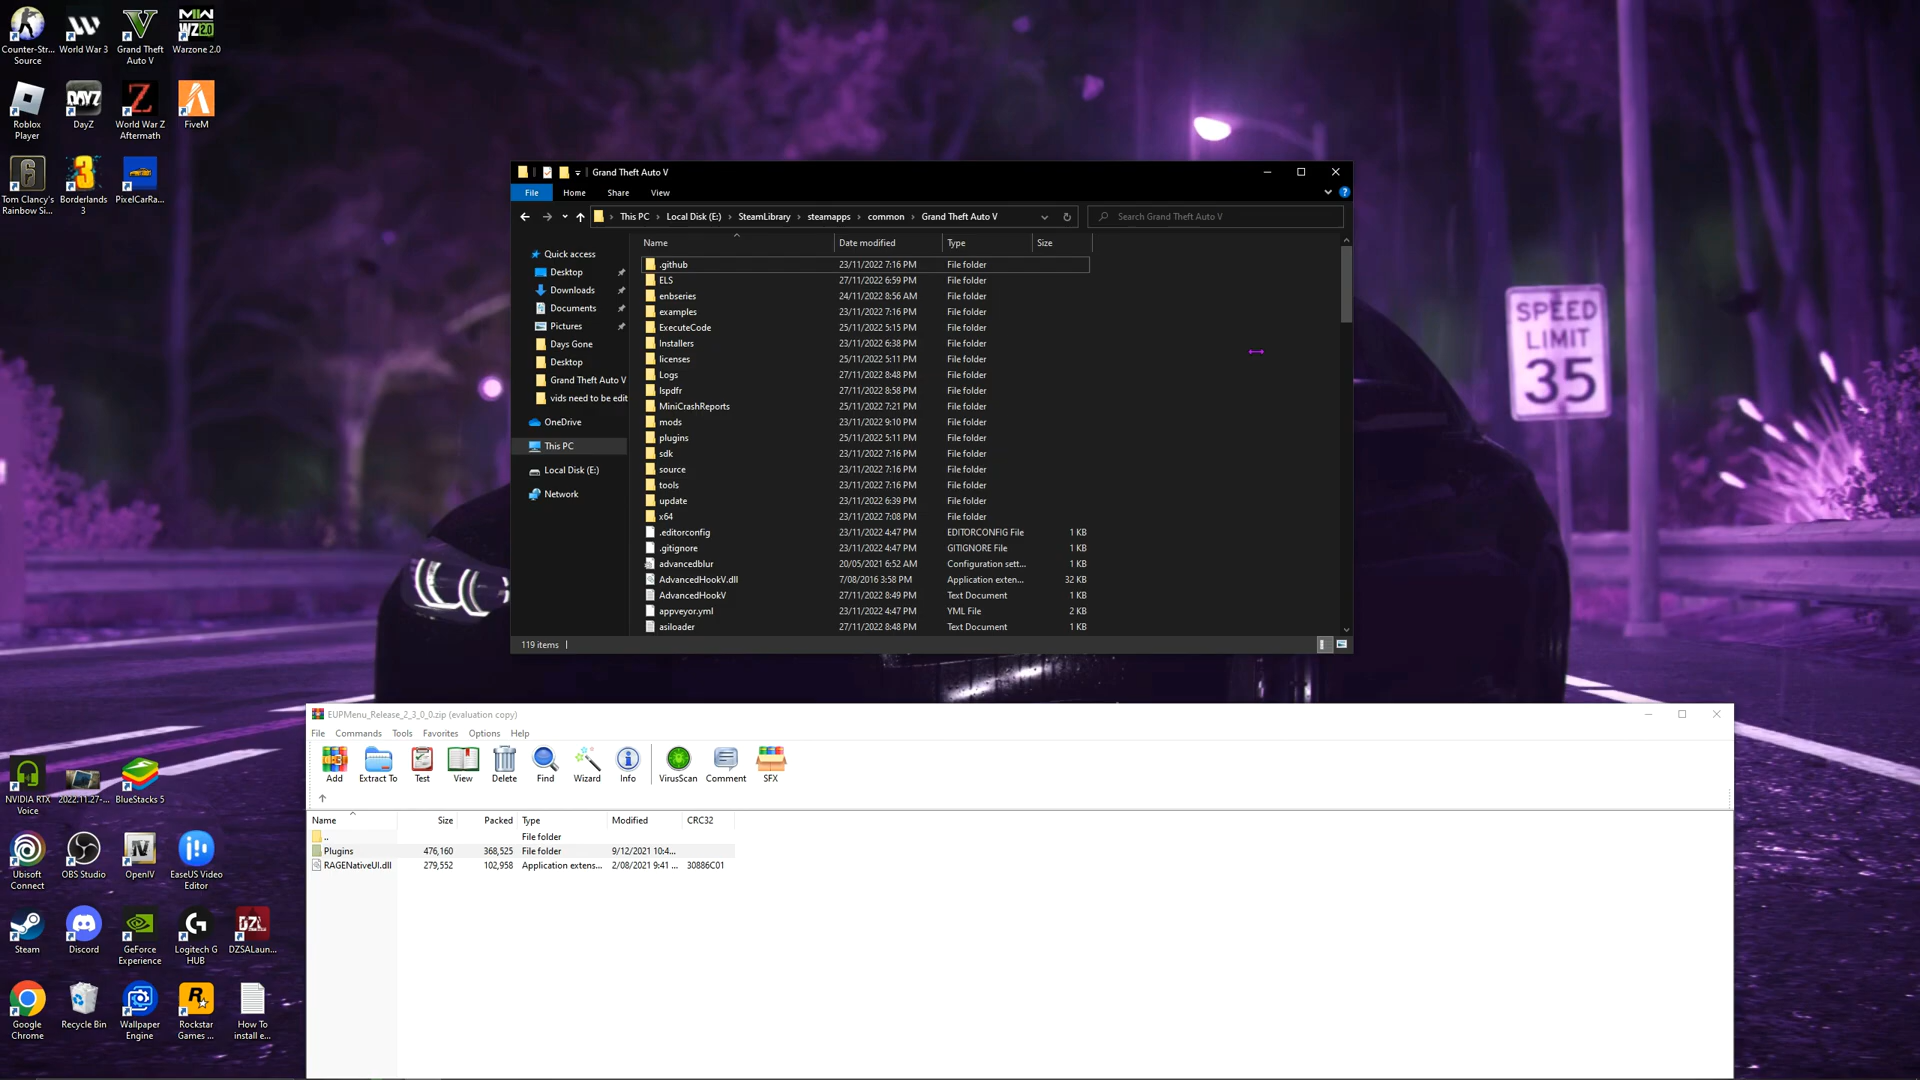 Counter-Str... Source
World War 3
Grand Theft Auto V
Warzone 2.0
Roblox Player
DayZ
World War Z Aftermath
FiveM
Tom Clancy's Rainbow Si...
Borderlands 3
PixelCarRa...
SPEED
LIMIT
35
Grand Theft Auto V
File Home Share View
This PC Local Disk (E:) SteamLibrary steamapps common Grand Theft Auto V
Search Grand Theft Auto V
Name Date modified Type Size
Quick access
Desktop
Downloads
Documents
Pictures
Days Gone
Desktop
Grand Theft Auto V
vids need to be edit
OneDrive
This PC
Local Disk (E:)
Network
.github 23/11/2022 7:16 PM File folder
ELS 27/11/2022 6:59 PM File folder
enbseries 24/11/2022 8:56 AM File folder
examples 23/11/2022 7:16 PM File folder
ExecuteCode 25/11/2022 5:15 PM File folder
Installers 23/11/2022 6:38 PM File folder
licenses 25/11/2022 5:11 PM File folder
Logs 27/11/2022 8:48 PM File folder
lspdfr 27/11/2022 8:58 PM File folder
MiniCrashReports 25/11/2022 7:21 PM File folder
mods 23/11/2022 9:10 PM File folder
plugins 25/11/2022 5:11 PM File folder
sdk 23/11/2022 7:16 PM File folder
source 23/11/2022 7:16 PM File folder
tools 23/11/2022 7:16 PM File folder
update 23/11/2022 6:39 PM File folder
x64 23/11/2022 7:08 PM File folder
.editorconfig 23/11/2022 4:47 PM EDITORCONFIG File 1 KB
.gitignore 23/11/2022 4:47 PM GITIGNORE File 1 KB
advancedblur 20/05/2021 6:52 AM Configuration sett... 1 KB
AdvancedHookV.dll 7/08/2016 3:58 PM Application exten... 32 KB
AdvancedHookV 27/11/2022 8:49 PM Text Document 1 KB
appveyor.yml 23/11/2022 4:47 PM YML File 2 KB
asiloader 27/11/2022 8:48 PM Text Document 1 KB
119 items
EUPMenu_Release_2_3_0_0.zip (evaluation copy)
File Commands Tools Favorites Options Help
Add Extract To Test View Delete Find Wizard Info VirusScan Comment SFX
Name Size Packed Type Modified CRC32
.. File folder
Plugins 476,160 368,525 File folder 9/12/2021 10:4...
RAGENativeUI.dll 279,552 102,958 Application extens... 2/08/2021 9:41 ... 30886C01
NVIDIA RTX Voice
2022.11.27-...
BlueStacks 5
Ubisoft Connect
OBS Studio
OpenIV
EaseUS Video Editor
Steam
Discord
GeForce Experience
Logitech G HUB
DZSALaun...
Google Chrome
Recycle Bin
Wallpaper Engine
Rockstar Games ...
How To install e...